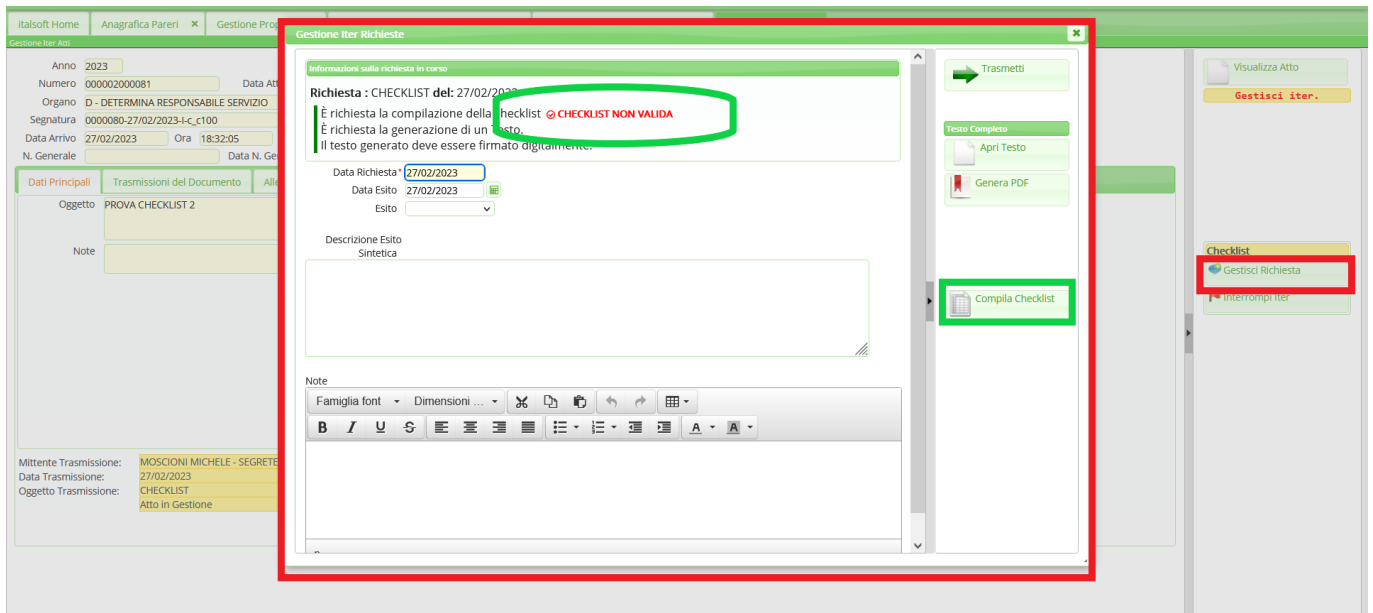 italsoft Home
Anagrafica Pareri
Gestione Prop
Gestione Iter Atti
Anno 2023
Numero 000002000081 Data Att
Organo D - DETERMINA RESPONSABILE SERVIZIO
Segnatura 0000080-27/02/2023-I-c_c100
Data Arrivo 27/02/2023 Ora 18:32:05
N. Generale Data N. Ge
Dati Principali Trasmissioni del Documento Alle
Oggetto PROVA CHECKLIST 2
Note
Mittente Trasmissione: MOSCIONI MICHELE - SEGRETE
Data Trasmissione: 27/02/2023
Oggetto Trasmissione: CHECKLIST
Atto in Gestione
Gestione Iter Richieste
Informazioni sulla richiesta in corso
Richiesta : CHECKLIST del: 27/02/2023
È richiesta la compilazione della checklist CHECKLIST NON VALIDA
È richiesta la generazione di un Testo.
Il testo generato deve essere firmato digitalmente.
Data Richiesta* 27/02/2023
Data Esito 27/02/2023
Esito
Descrizione Esito
Sintetica
Note
Famiglia font Dimensioni ...
B I U S A A
Trasmetti
Testo Completo
Apri Testo
Genera PDF
Compila Checklist
Visualizza Atto
Gestisci iter.
Checklist
Gestisci Richiesta
Interrompi Iter